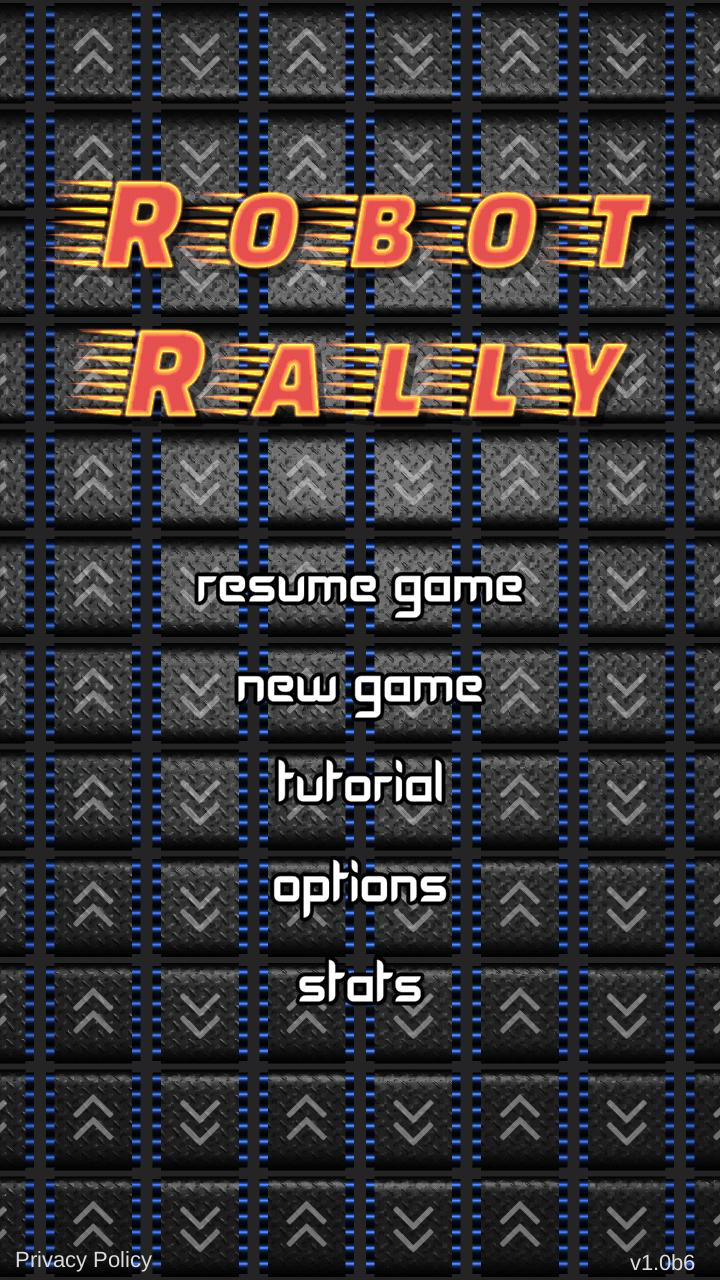 ROBOT
RALLY
resume game
new game
tutorial
options
stats
Privacy Policy
v1.0b6